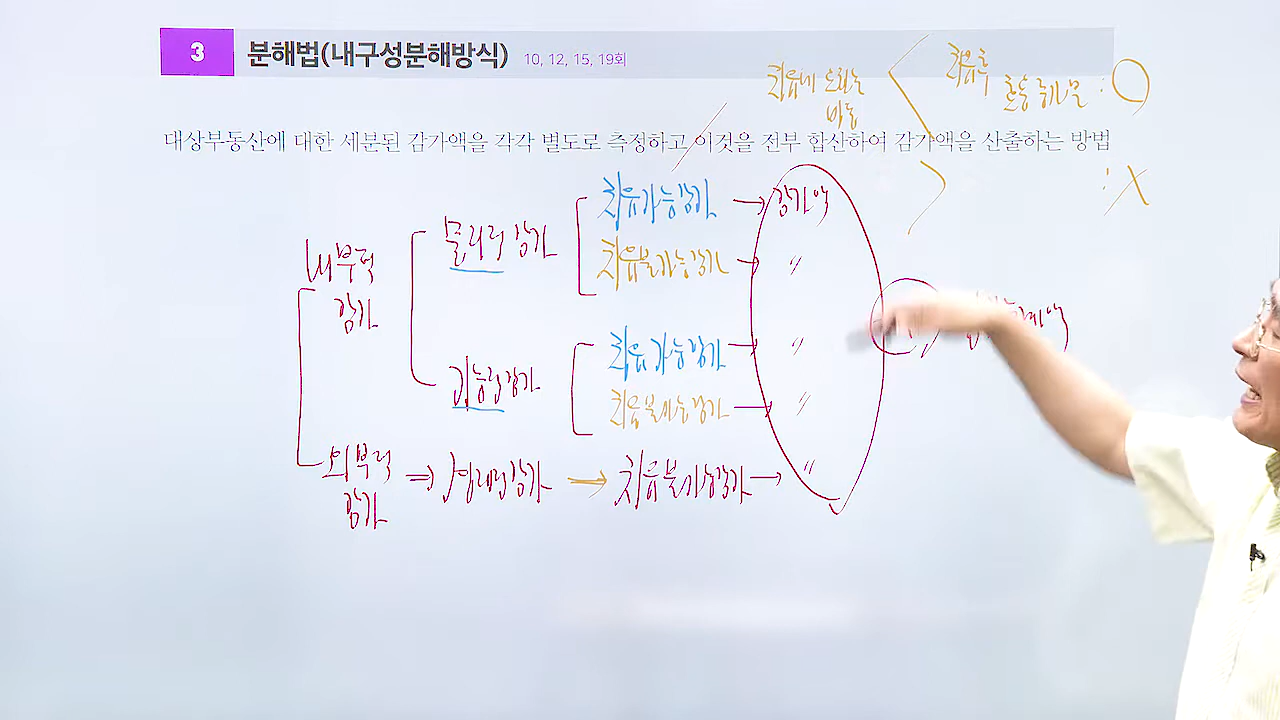 3 분해법(내구성분해방식) 10, 12, 15, 19회
치유에 드는 비용
치유후
효용증가분 : O
: X
대상부동산에 대한 세분된 감가액을 각각 별도로 측정하고 이것을 전부 합산하여 감가액을 산출하는 방법
내부적 감가
물리적 감가
치유가능감가 → 감가액
치유불가능감가 → 〃
기능적감가
치유가능감가 → 〃
치유불가능감가 → 〃
외부적 감가 ⇒ 경제적감가 → 치유불가능감가 → 〃